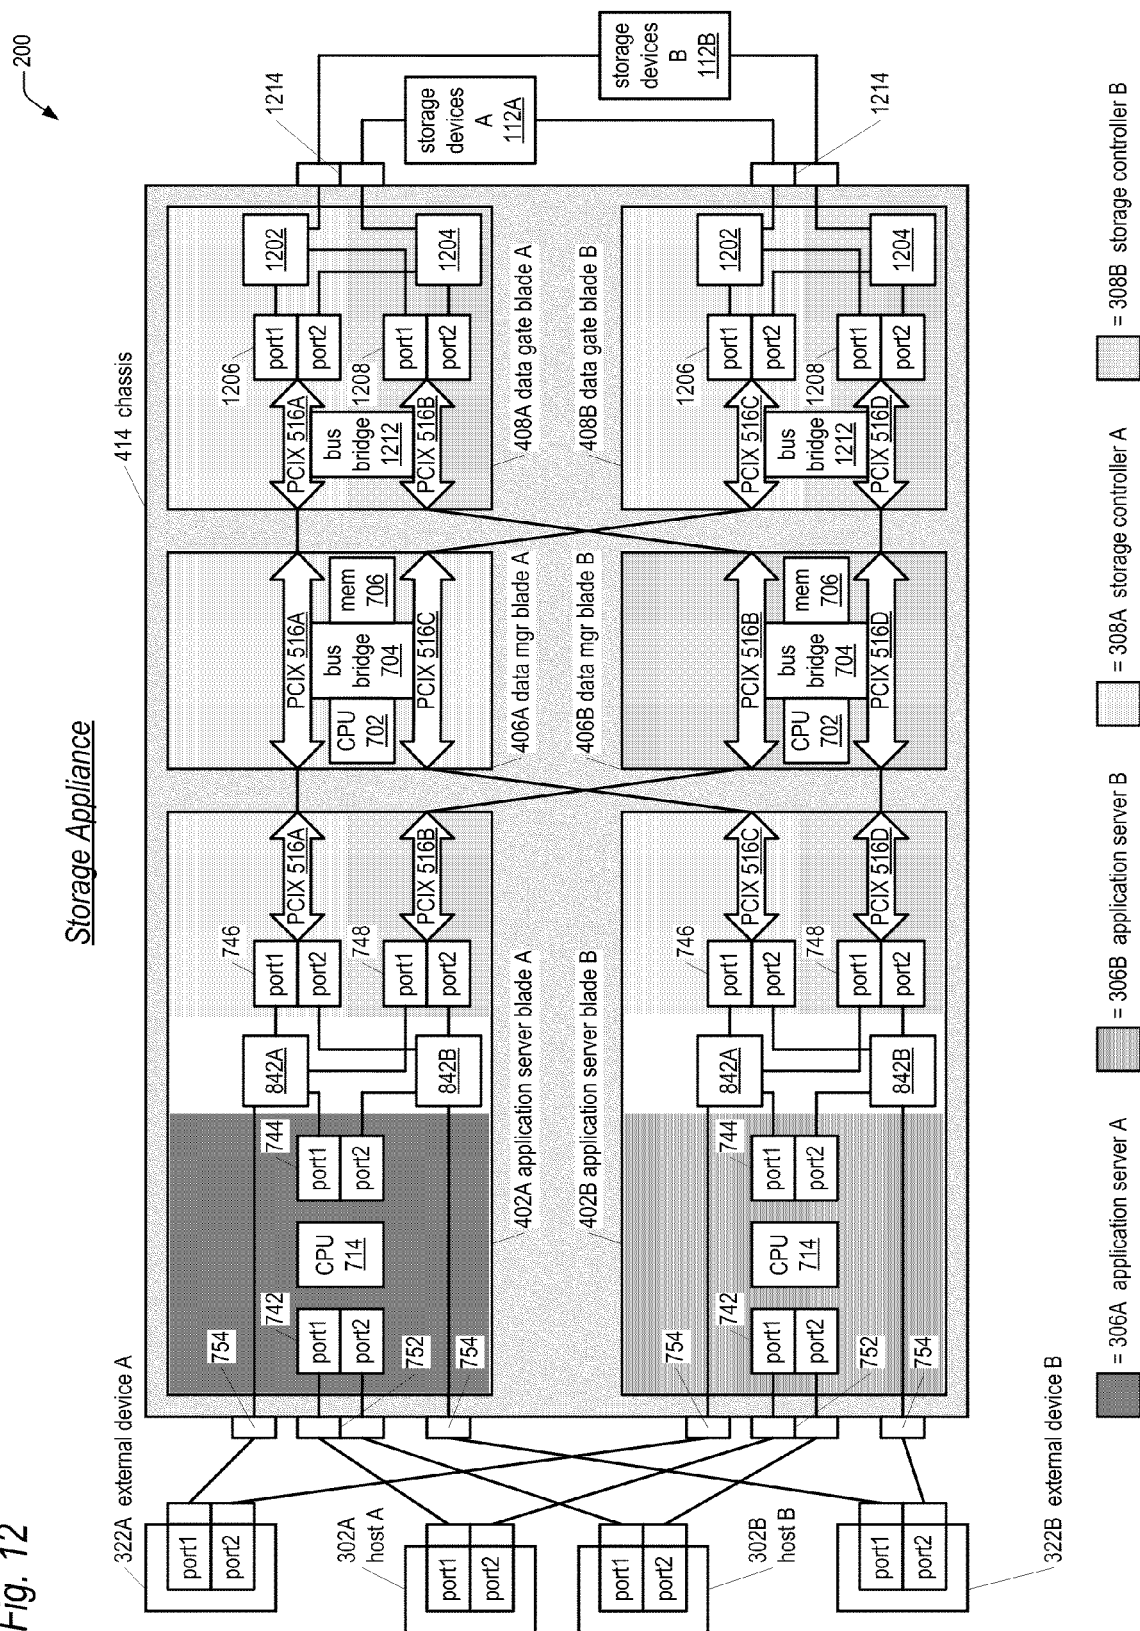 Fig. 12
Storage Appliance
200
414 chassis
322A external device A
port1
port2
302A
host A
port1
port2
302B
host B
port1
port2
322B external device B
port1
port2
754
752
754
742
port1
port2
CPU
714
744
port1
port2
842A
842B
746
port1
port2
748
port1
port2
PCIX 516A
PCIX 516B
402A application server blade A
PCIX 516A
CPU
702
bus
bridge
704
mem
706
PCIX 516C
406A data mgr blade A
PCIX 516A
bus
bridge
1212
PCIX 516B
1206
port1
port2
1208
port1
port2
1202
1204
408A data gate blade A
1214
storage
devices
A
112A
storage
devices
B
112B
1214
754
752
754
742
port1
port2
CPU
714
744
port1
port2
842A
842B
746
port1
port2
748
port1
port2
PCIX 516C
PCIX 516D
402B application server blade B
PCIX 516B
CPU
702
bus
bridge
704
mem
706
PCIX 516D
406B data mgr blade B
PCIX 516C
bus
bridge
1212
PCIX 516D
1206
port1
port2
1208
port1
port2
1202
1204
408B data gate blade B
= 306A application server A
= 306B application server B
= 308A storage controller A
= 308B storage controller B